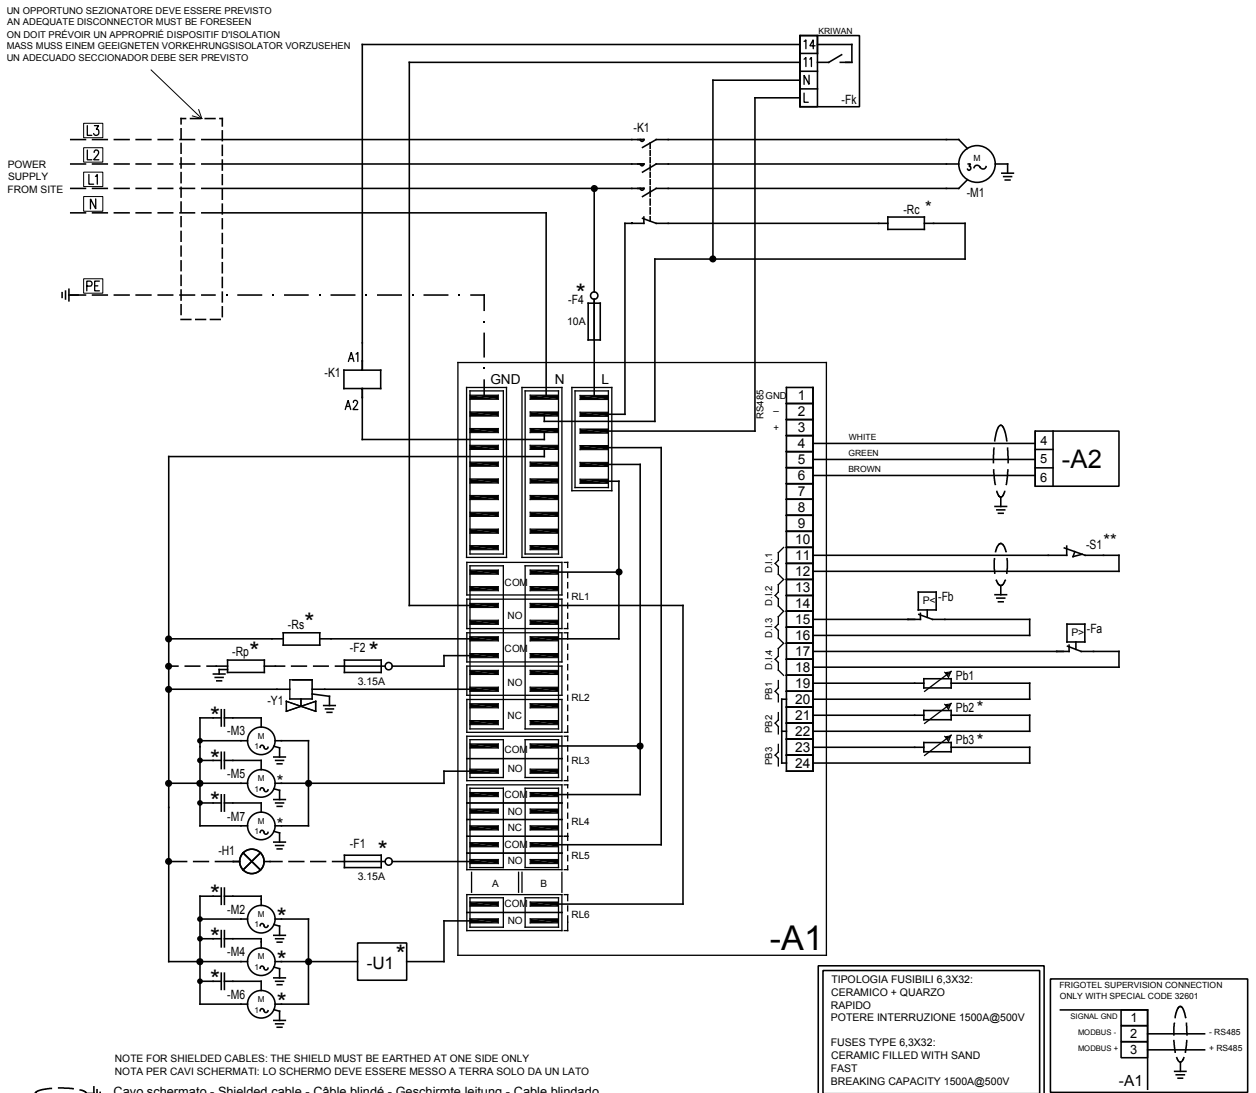 UN OPPORTUNO SEZIONATORE DEVE ESSERE PREVISTO
AN ADEQUATE DISCONNECTOR MUST BE FORESEEN
ON DOIT PRÉVOIR UN APPROPRIÉ DISPOSITIF D'ISOLATION
MASS MUSS EINEM GEEIGNETEN VORKEHRUNGSISOLATOR VORZUSEHEN
UN ADECUADO SECCIONADOR DEBE SER PREVISTO
KRIWAN
14
11
N
L
-Fk
L3
L2
L1
N
PE
POWER
SUPPLY
FROM SITE
-K1
M
3~
-M1
-Rc *
*
-F4
10A
A1
-K1
A2
GND N L
RS485
GND 1
– 2
+ 3
4
5
6
7
8
9
10
11
12
13
14
15
16
17
18
19
20
21
22
23
24
D.I.1
D.I.2
D.I.3
D.I.4
PB1
PB2
PB3
WHITE
GREEN
BROWN
4
5
6
-A2
-S1**
P< -Fb
P> -Fa
Pb1
Pb2 *
Pb3 *
COM
NO
RL1
COM
NO
NC
RL2
COM
NO
RL3
COM
NO
NC
RL4
COM
NO
RL5
A B
COM
NO
RL6
-Rs*
-Rp*
-F2 *
3.15A
-Y1
*
-M3
M
1~
*
-M5
M
1~
*
*
-M7
M
1~
*
-H1
-F1 *
3.15A
*
-M2
M
1~
*
*
-M4
M
1~
*
*
-M6
M
1~
*
-U1
*
-A1
TIPOLOGIA FUSIBILI 6,3X32:
CERAMICO + QUARZO
RAPIDO
POTERE INTERRUZIONE 1500A@500V
FUSES TYPE 6,3X32:
CERAMIC FILLED WITH SAND
FAST
BREAKING CAPACITY 1500A@500V
FRIGOTEL SUPERVISION CONNECTION
ONLY WITH SPECIAL CODE 32601
SIGNAL GND 1
MODBUS - 2 - RS485
MODBUS + 3 + RS485
-A1
NOTE FOR SHIELDED CABLES: THE SHIELD MUST BE EARTHED AT ONE SIDE ONLY
NOTA PER CAVI SCHERMATI: LO SCHERMO DEVE ESSERE MESSO A TERRA SOLO DA UN LATO
Cavo schermato - Shielded cable - Câble blindé - Geschirmte leitung - Cable blindado